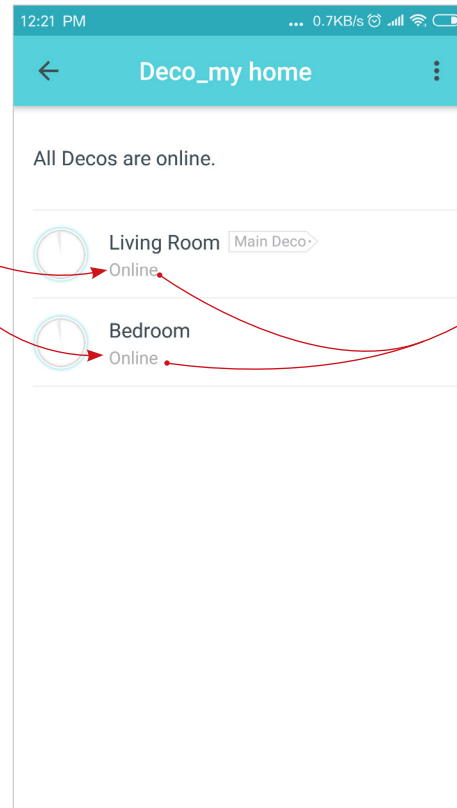 12:21 PM ... 0.7KB/s
Deco_my home
All Decos are online.
Living Room Main Deco
Online
Bedroom
Online